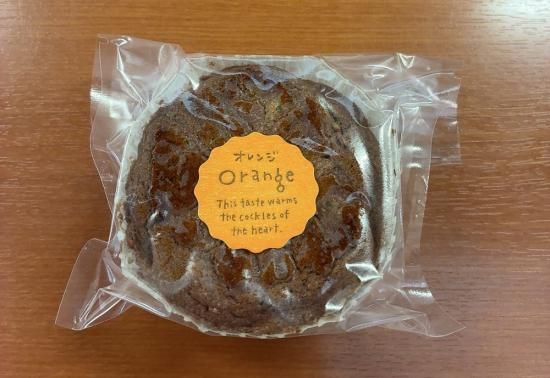 オレンジ
Orange
This taste warms
the cockles of
the heart.